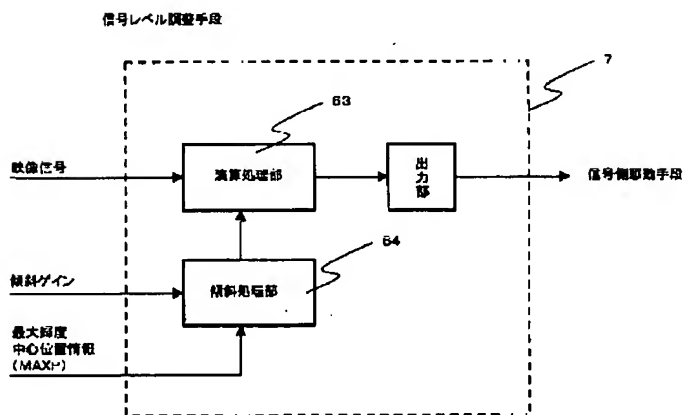 信号レベル調整手段
7
63
映像信号
演算処理部
出力部
信号側駆動手段
64
傾斜ゲイン
傾斜処理部
最大輝度
中心位置情報
(MAXP)